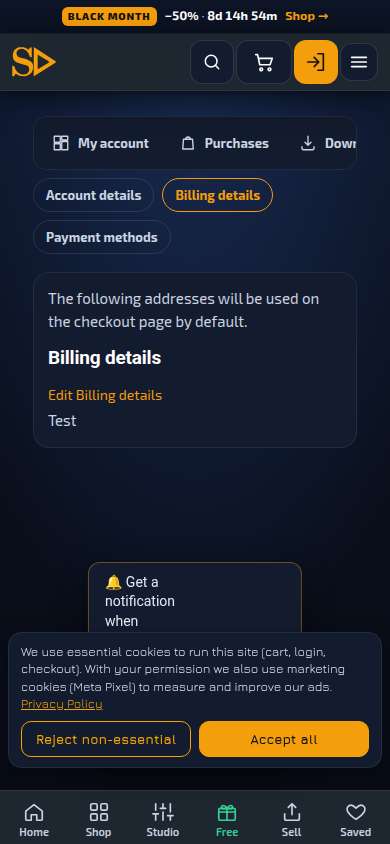 BLACK MONTH −50% · 8d 14h 54m Shop →
S
My account Purchases Down
Account details Billing details
Payment methods
The following addresses will be used on
the checkout page by default.
Billing details
Edit Billing details
Test
🔔 Get a
notification
when
We use essential cookies to run this site (cart, login,
checkout). With your permission we also use marketing
cookies (Meta Pixel) to measure and improve our ads.
Privacy Policy
Reject non-essential Accept all
Home Shop Studio Free Sell Saved